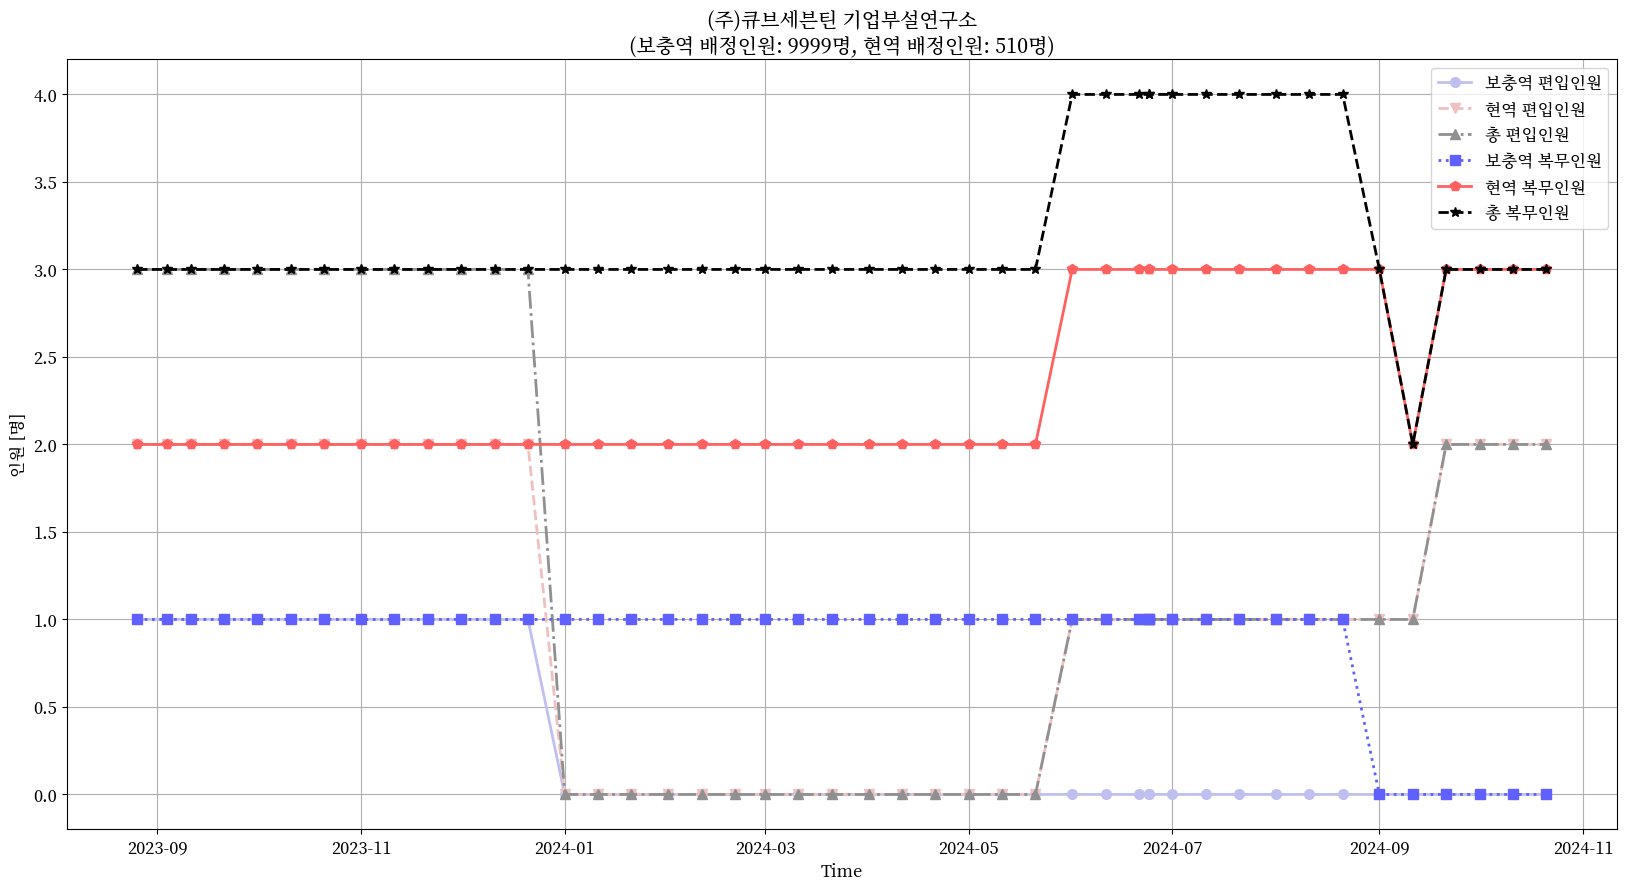 (주)큐브세븐틴 기업부설연구소
(보충역 배정인원: 9999명, 현역 배정인원: 510명)
보충역 편입인원
현역 편입인원
총 편입인원
보충역 복무인원
현역 복무인원
총 복무인원
4.0
3.5
3.0
2.5
2.0
1.5
1.0
0.5
0.0
인원 [명]
2023-09
2023-11
2024-01
2024-03
2024-05
2024-07
2024-09
2024-11
Time